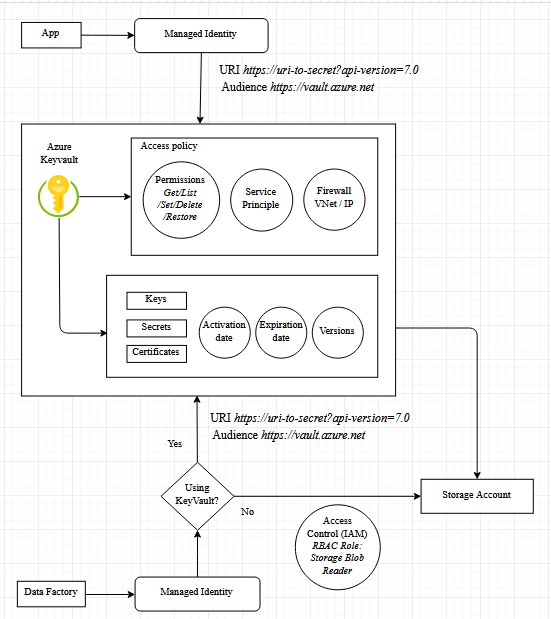 App
Managed Identity
URI https://uri-to-secret?api-version=7.0
Audience https://vault.azure.net
Azure
Keyvault
Access policy
Permissions
Get/List
/Set/Delete
/Restore
Service
Principle
Firewall
VNet / IP
Keys
Secrets
Certificates
Activation
date
Expiration
date
Versions
URI https://uri-to-secret?api-version=7.0
Audience https://vault.azure.net
Yes
Using
KeyVault?
No
Storage Account
Access
Control (IAM)
RBAC Role:
Storage Blob
Reader
Data Factory
Managed Identity